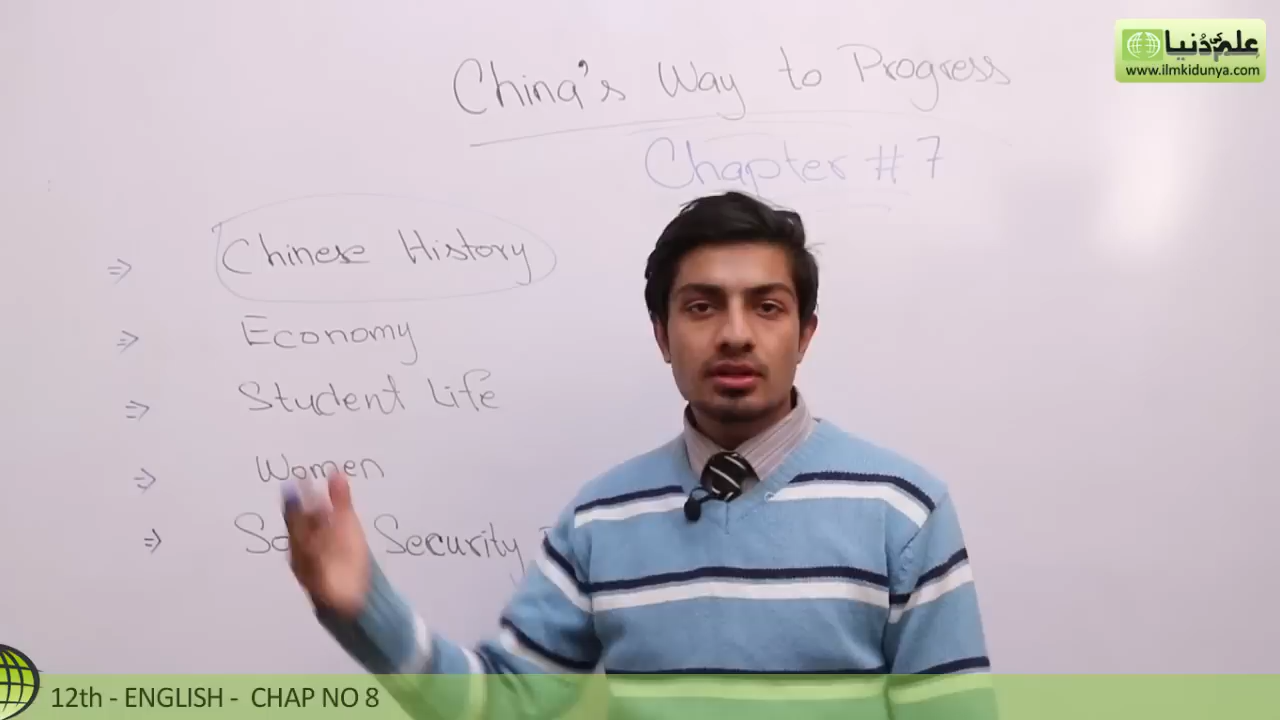 علم کی دُنیا
www.ilmkidunya.com
China's Way to Progress
Chapter # 7
⇒ Chinese History
⇒ Economy
⇒ Student Life
⇒ Women
⇒ Security
12th - ENGLISH - CHAP NO 8